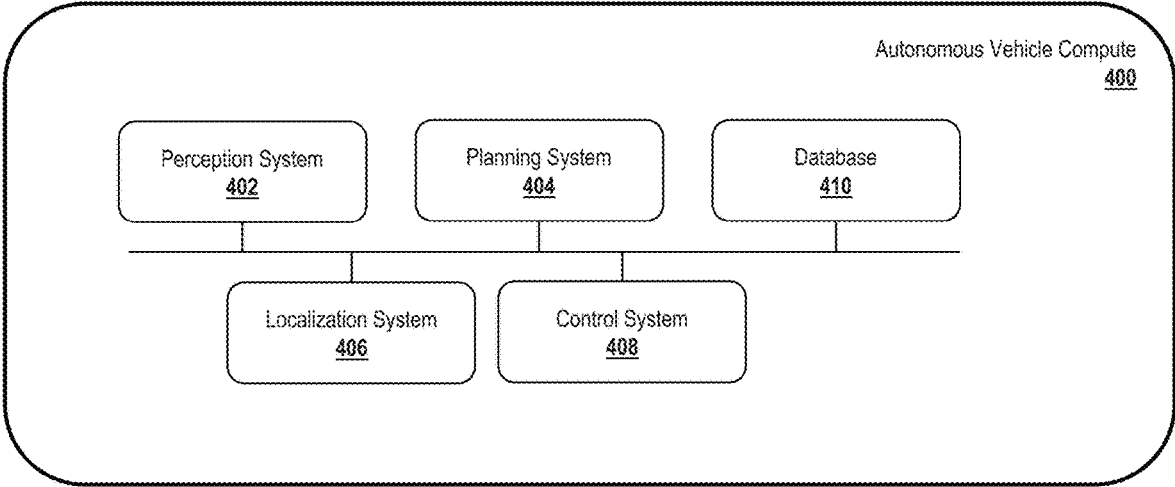 Autonomous Vehicle Compute
400
Perception System
402
Planning System
404
Database
410
Localization System
406
Control System
408